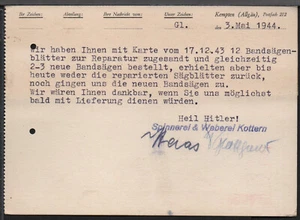 Ihr Zeichen: Abteilung: Ihre Nachricht vom: Unser Zeichen: Kempten (Allgäu), Postfach 202
Gl. den 3.Mai 1944.
Wir haben Ihnen mit Karte vom 17.12.43 12 Bandsägen-
blätter zur Reparatur zugesandt und gleichzeitig
2-3 neue Bandsägen bestellt, erhielten aber bis
heute weder die reparierten Sägblätter zurück,
noch gingen uns die neuen Bandsägen zu.
Wir wären Ihnen dankbar, wenn Sie uns möglichst
bald mit Lieferung dienen würden.
Heil Hitler!
Spinnerei & Weberei Kottern